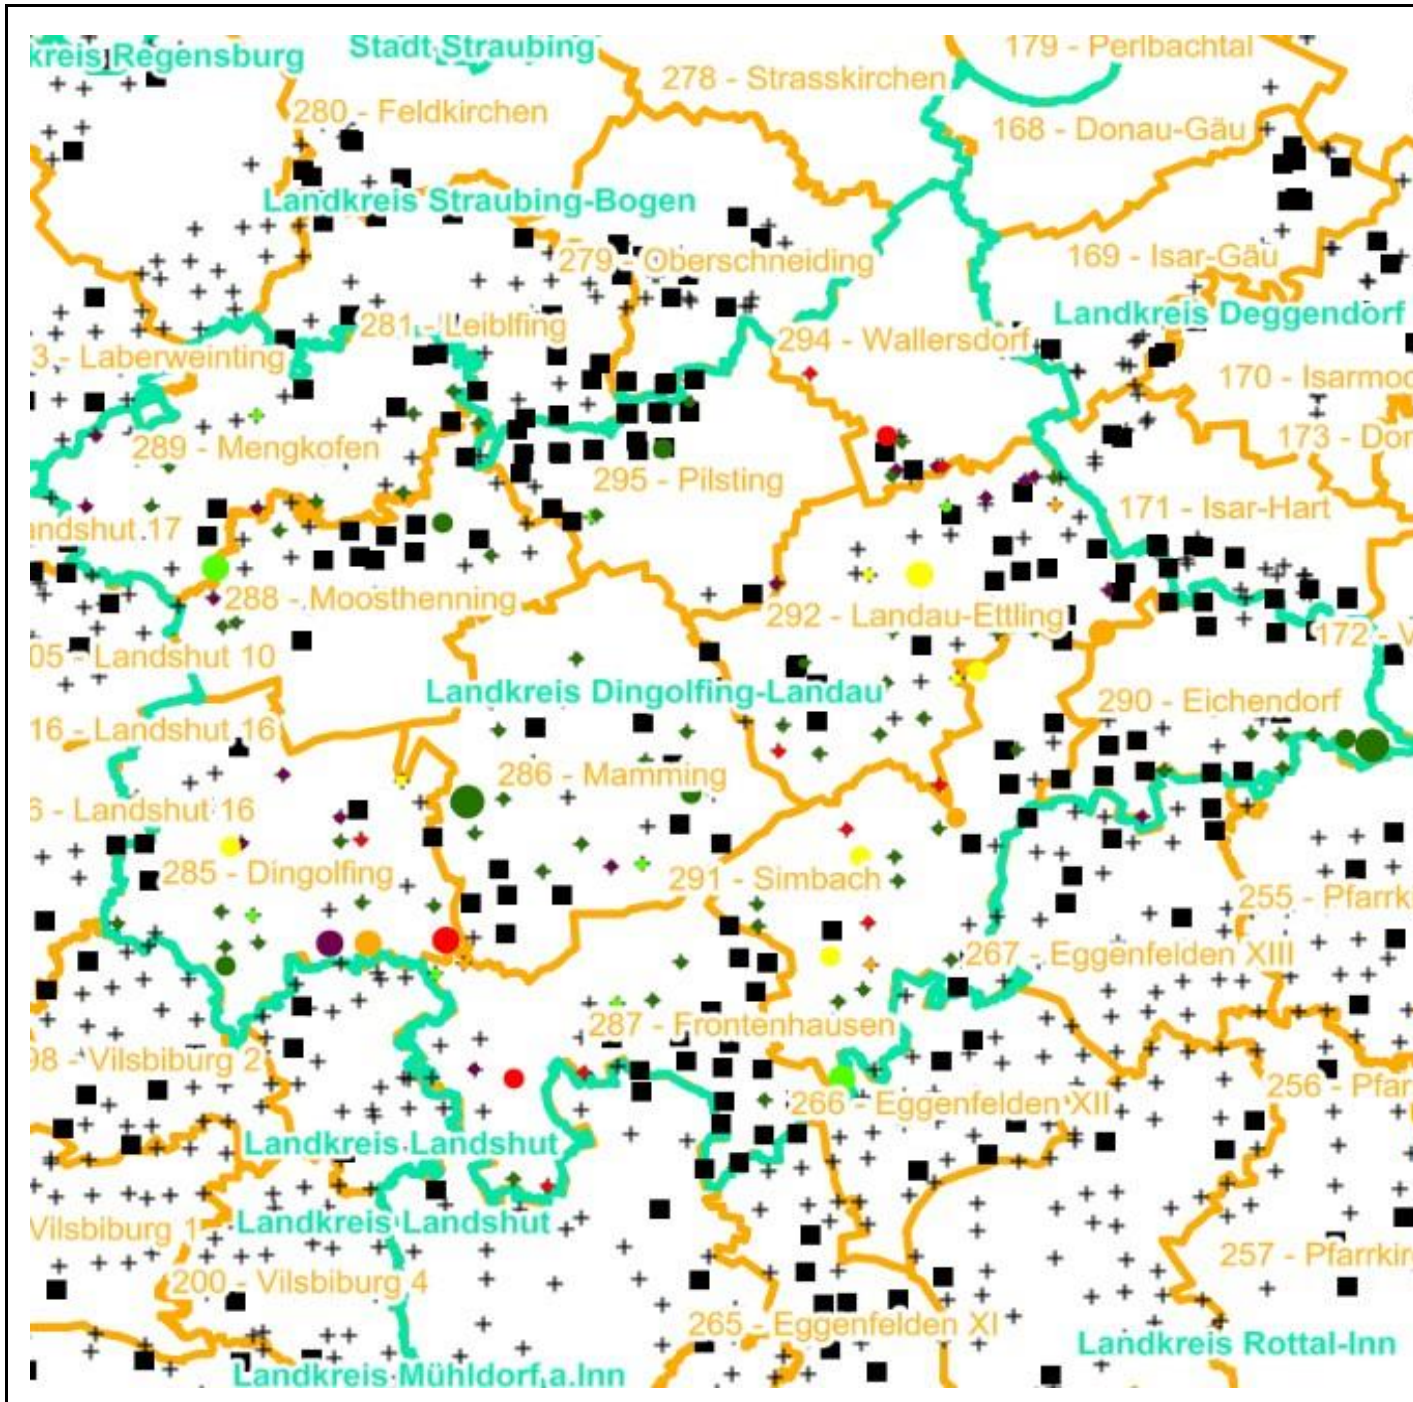 179 - Perlbachtal
Stadt Straubing
kreis Regensburg
278 - Strasskirchen
280 - Feldkirchen
168 - Donau-Gäu
Landkreis Straubing-Bogen
169 - Isar-Gäu
279 - Oberschneiding
Landkreis Deggendorf
281 - Leiblfing
294 - Wallersdorf
3 - Laberweinting
170 - Isarmoo
289 - Mengkofen
173 - Dor
295 - Pilsting
171 - Isar-Hart
andshut 17
288 - Moosthenning
292 - Landau-Ettling
172 - V
05 - Landshut 10
Landkreis Dingolfing-Landau
290 - Eichendorf
16 - Landshut 16
286 - Mamming
6 - Landshut 16
285 - Dingolfing
291 - Simbach
255 - Pfarrk
267 - Eggenfelden XIII
287 - Frontenhausen
98 - Vilsbiburg 2
256 - Pfar
266 - Eggenfelden XII
Landkreis Landshut
Landkreis Landshut
Vilsbiburg 1
257 - Pfarrkir
200 - Vilsbiburg 4
265 - Eggenfelden XI
Landkreis Rottal-Inn
Landkreis Mühldorf a.Inn